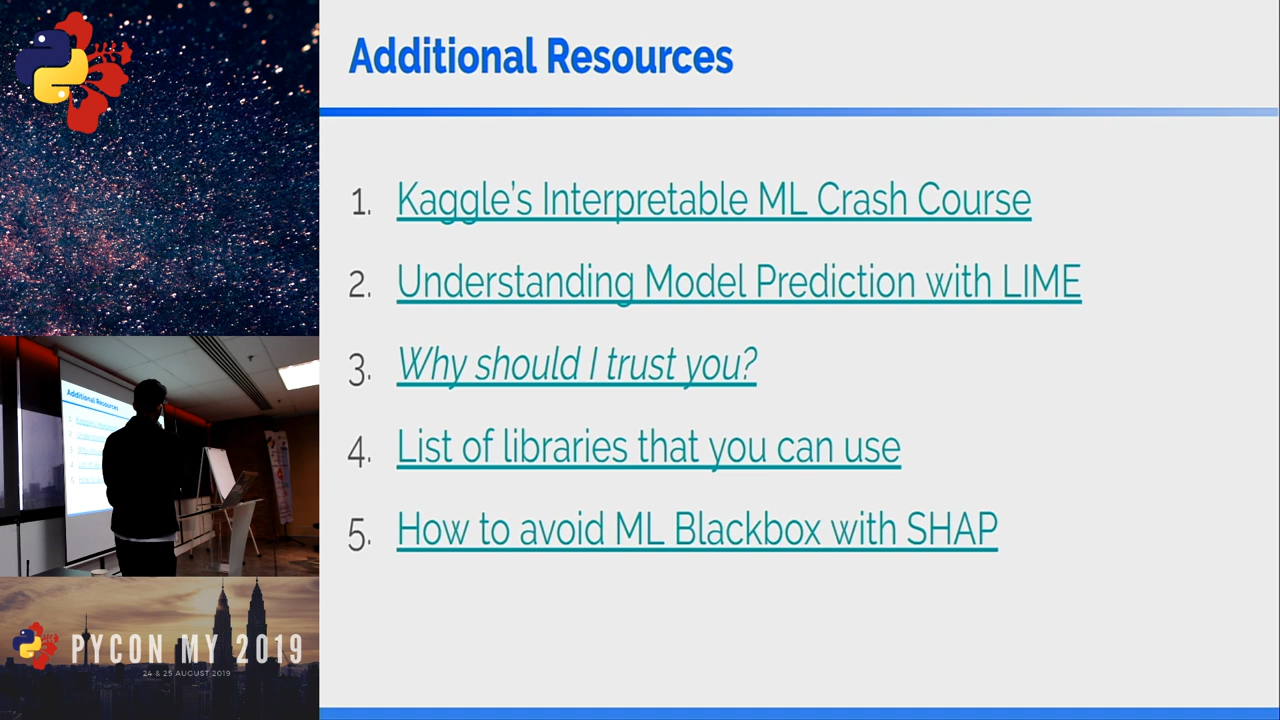 Additional Resources
1. Kaggle's Interpretable ML Crash Course
2. Understanding Model Prediction with LIME
3. Why should I trust you?
4. List of libraries that you can use
5. How to avoid ML Blackbox with SHAP
Additional Resources
PYCON MY 2019
24 & 25 AUGUST 2019